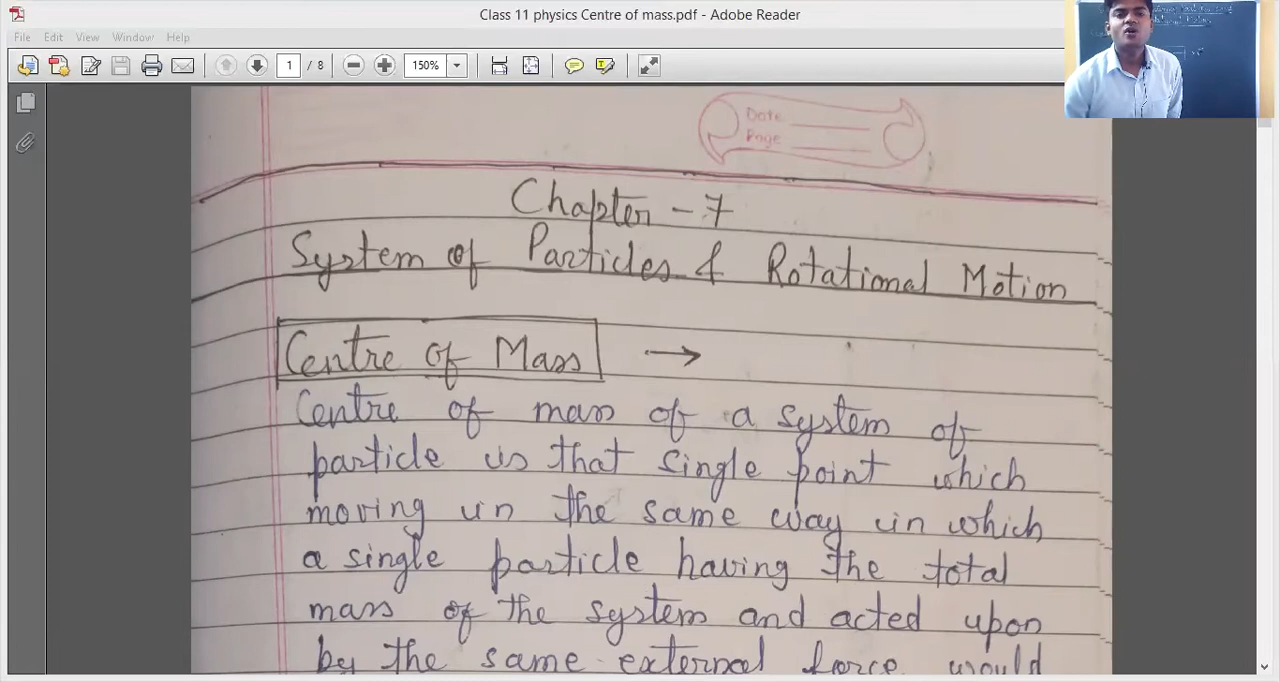 Class 11 physics Centre of mass.pdf - Adobe Reader
File Edit View Window Help
1 / 8 150%
Date
Page
Chapter - 7
System of Particles & Rotational Motion
Centre of Mass →
Centre of mass of a system of
particle is that single point which
moving in the same way in which
a single particle having the total
mass of the system and acted upon
by the same external force would